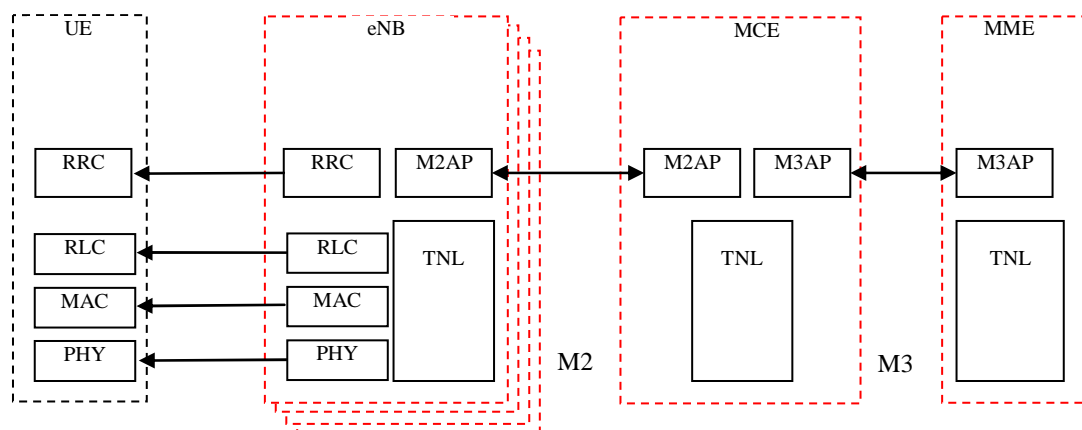 UE eNB MCE MME
RRC RRC M2AP M2AP M3AP M3AP
RLC RLC TNL TNL TNL
MAC MAC
PHY PHY M2 M3